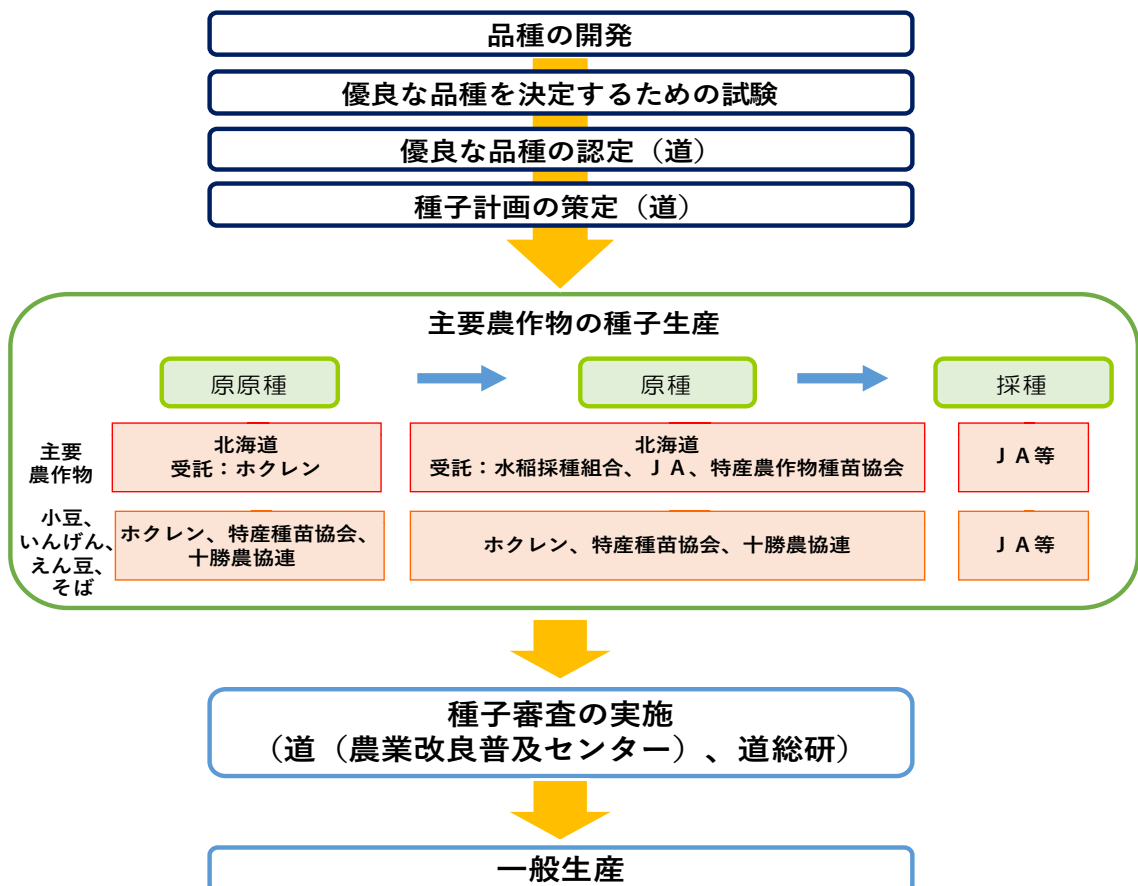 品種の開発
優良な品種を決定するための試験
優良な品種の認定（道）
種子計画の策定（道）
主要農作物の種子生産
原原種
原種
採種
主要
農作物
北海道
受託：ホクレン
北海道
受託：水稲採種組合、ＪＡ、特産農作物種苗協会
ＪＡ等
小豆、
いんげん、
えん豆、
そば
ホクレン、特産種苗協会、
十勝農協連
ホクレン、特産種苗協会、十勝農協連
ＪＡ等
種子審査の実施
（道（農業改良普及センター）、道総研）
一般生産